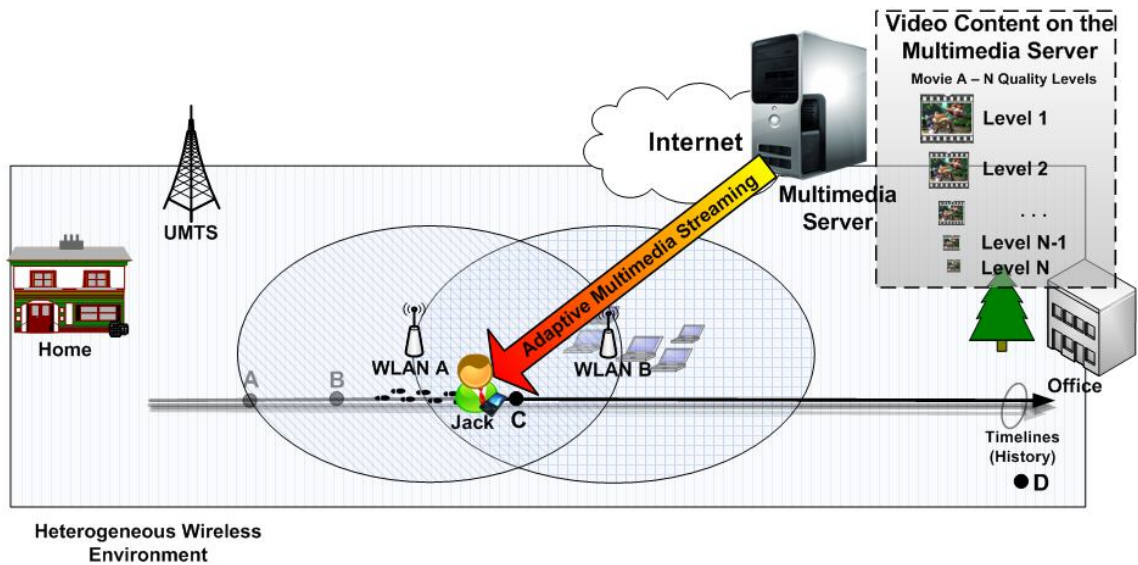 Video Content on the
Multimedia Server
Movie A – N Quality Levels
Level 1
Level 2
. . .
Level N-1
Level N
Internet
Multimedia
Server
UMTS
Adaptive Multimedia Streaming
Home
WLAN A
WLAN B
Office
A
B
Jack
C
Timelines
(History)
D
Heterogeneous Wireless
Environment